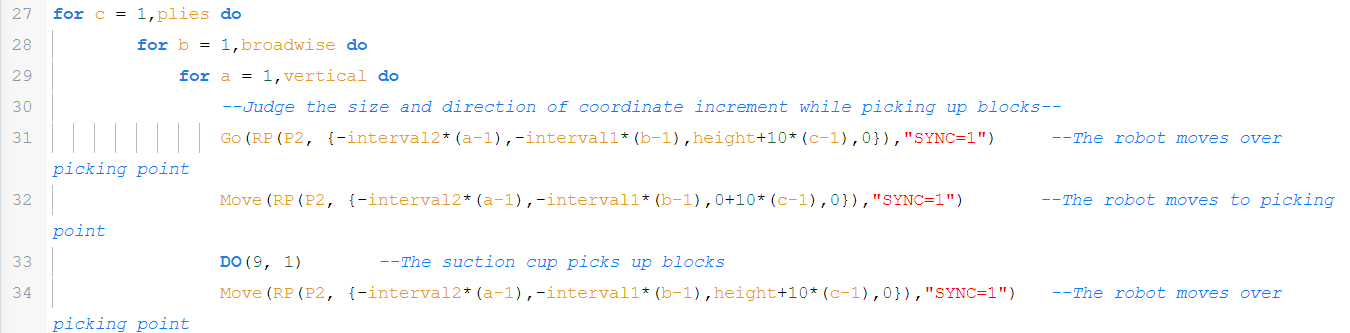 27 for c = 1,plies do
28 for b = 1,broadwise do
29 for a = 1,vertical do
30 --Judge the size and direction of coordinate increment while picking up blocks--
31 Go(RP(P2, {-interval2*(a-1),-interval1*(b-1),height+10*(c-1),0}),"SYNC=1") --The robot moves over
picking point
32 Move(RP(P2, {-interval2*(a-1),-interval1*(b-1),0+10*(c-1),0}),"SYNC=1") --The robot moves to picking
point
33 DO(9, 1) --The suction cup picks up blocks
34 Move(RP(P2, {-interval2*(a-1),-interval1*(b-1),height+10*(c-1),0}),"SYNC=1") --The robot moves over
picking point